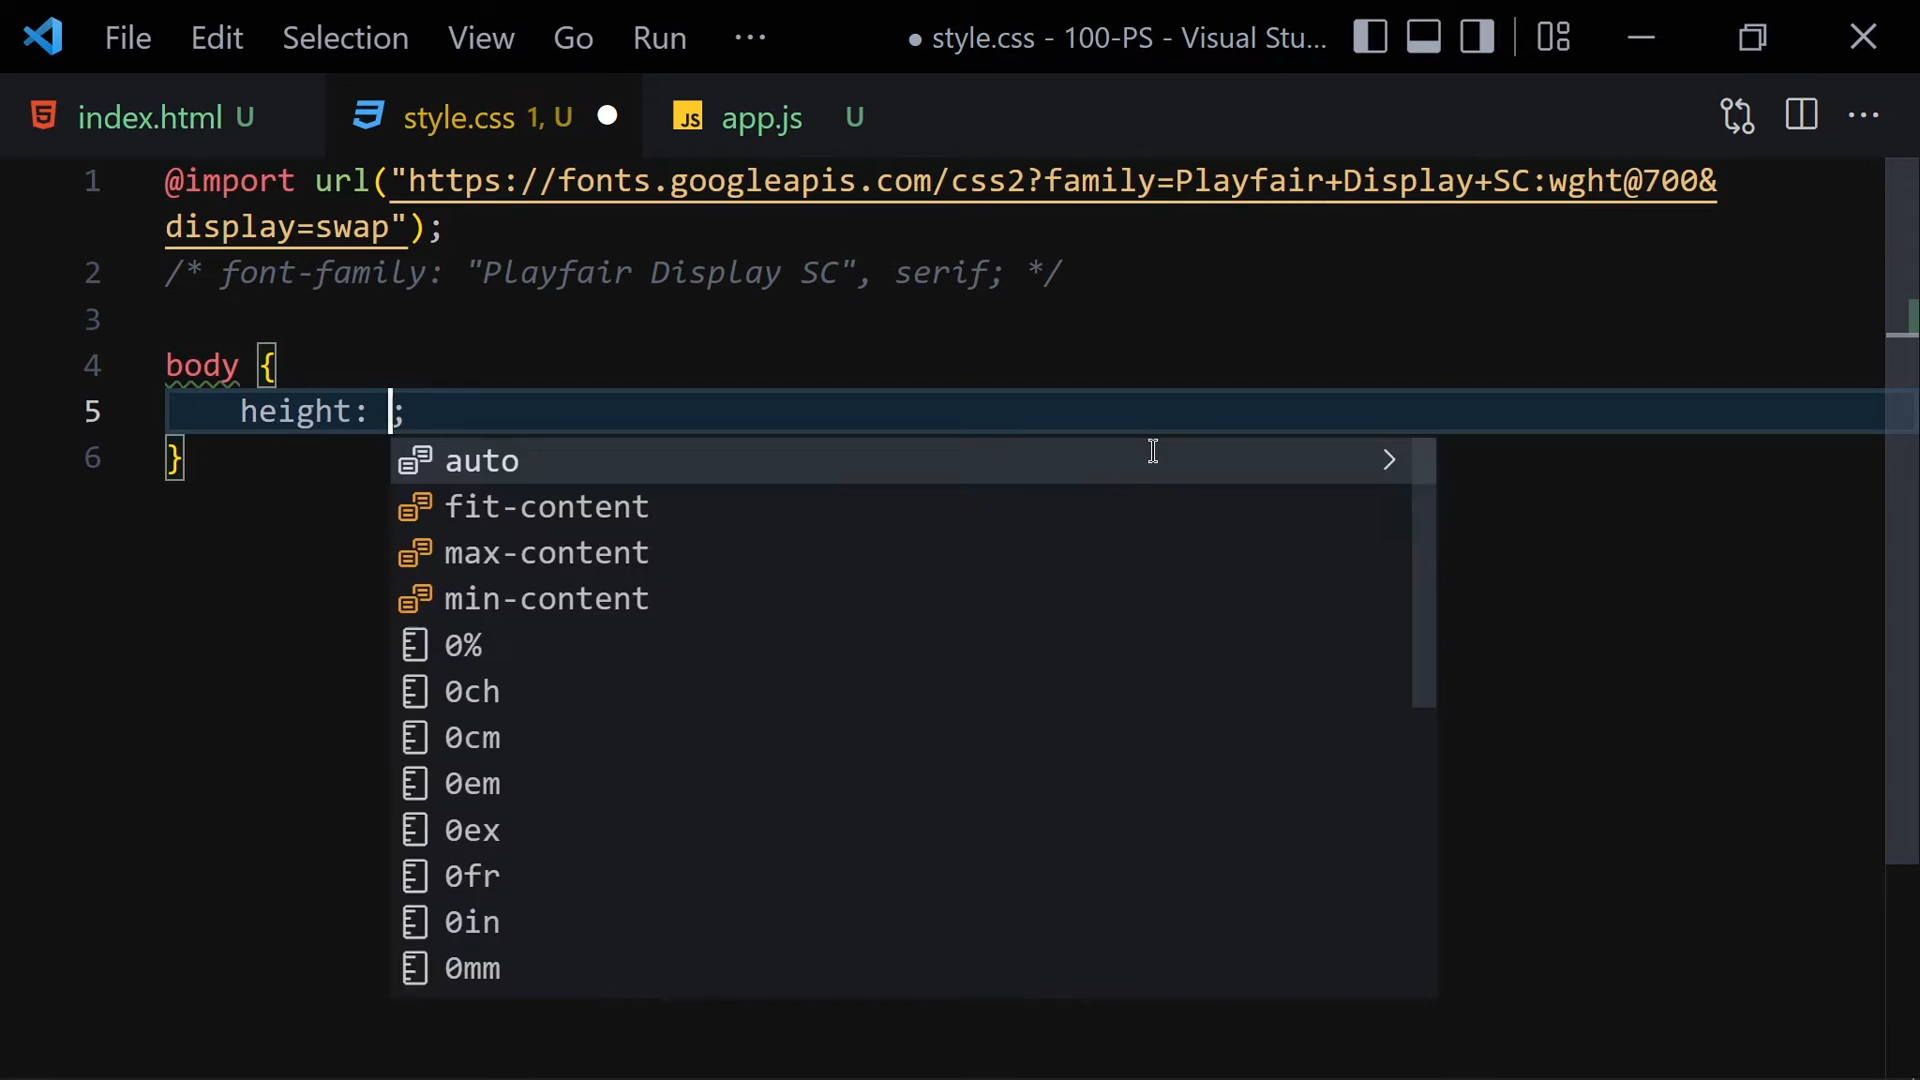 File Edit Selection View Go Run ··· ● style.css - 100-PS - Visual Stu...
index.html U style.css 1, U ● JS app.js U ···
1 @import url("https://fonts.googleapis.com/css2?family=Playfair+Display+SC:wght@700&
display=swap");
2 /* font-family: "Playfair Display SC", serif; */
3
4 body {
5 height: ;
6 }
auto
fit-content
max-content
min-content
0%
0ch
0cm
0em
0ex
0fr
0in
0mm